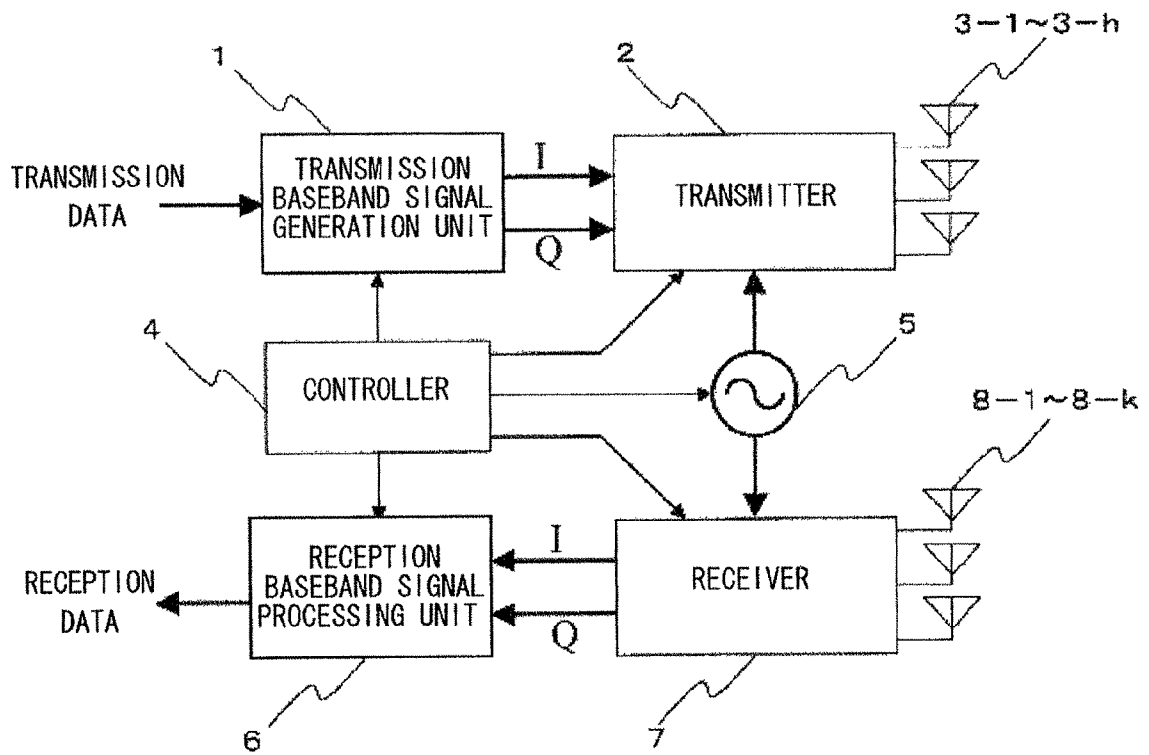 3-1~3-h
1
2
TRANSMISSION
DATA
TRANSMISSION
BASEBAND SIGNAL
GENERATION UNIT
I
Q
TRANSMITTER
4
CONTROLLER
5
8-1~8-k
RECEPTION
DATA
RECEPTION
BASEBAND SIGNAL
PROCESSING UNIT
I
Q
RECEIVER
6
7